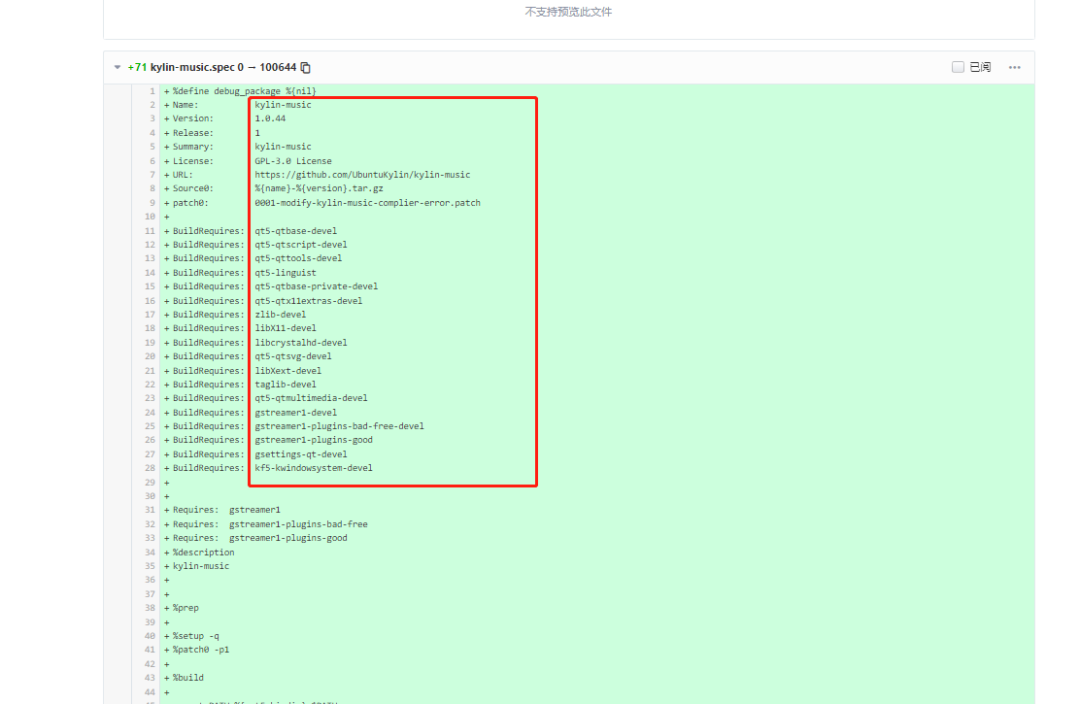 不支持预览此文件
+71 kylin-music.spec 0 → 100644 已阅 ...
1 + %define debug_package %{nil}
2 + Name: kylin-music
3 + Version: 1.0.44
4 + Release: 1
5 + Summary: kylin-music
6 + License: GPL-3.0 License
7 + URL: https://github.com/UbuntuKylin/kylin-music
8 + Source0: %{name}-%{version}.tar.gz
9 + patch0: 0001-modify-kylin-music-complier-error.patch
10 +
11 + BuildRequires: qt5-qtbase-devel
12 + BuildRequires: qt5-qtscript-devel
13 + BuildRequires: qt5-qttools-devel
14 + BuildRequires: qt5-linguist
15 + BuildRequires: qt5-qtbase-private-devel
16 + BuildRequires: qt5-qtx11extras-devel
17 + BuildRequires: zlib-devel
18 + BuildRequires: libX11-devel
19 + BuildRequires: libcrystalhd-devel
20 + BuildRequires: qt5-qtsvg-devel
21 + BuildRequires: libXext-devel
22 + BuildRequires: taglib-devel
23 + BuildRequires: qt5-qtmultimedia-devel
24 + BuildRequires: gstreamer1-devel
25 + BuildRequires: gstreamer1-plugins-bad-free-devel
26 + BuildRequires: gstreamer1-plugins-good
27 + BuildRequires: gsettings-qt-devel
28 + BuildRequires: kf5-kwindowsystem-devel
29 +
30 +
31 + Requires: gstreamer1
32 + Requires: gstreamer1-plugins-bad-free
33 + Requires: gstreamer1-plugins-good
34 + %description
35 + kylin-music
36 +
37 +
38 + %prep
39 +
40 + %setup -q
41 + %patch0 -p1
42 +
43 + %build
44 +